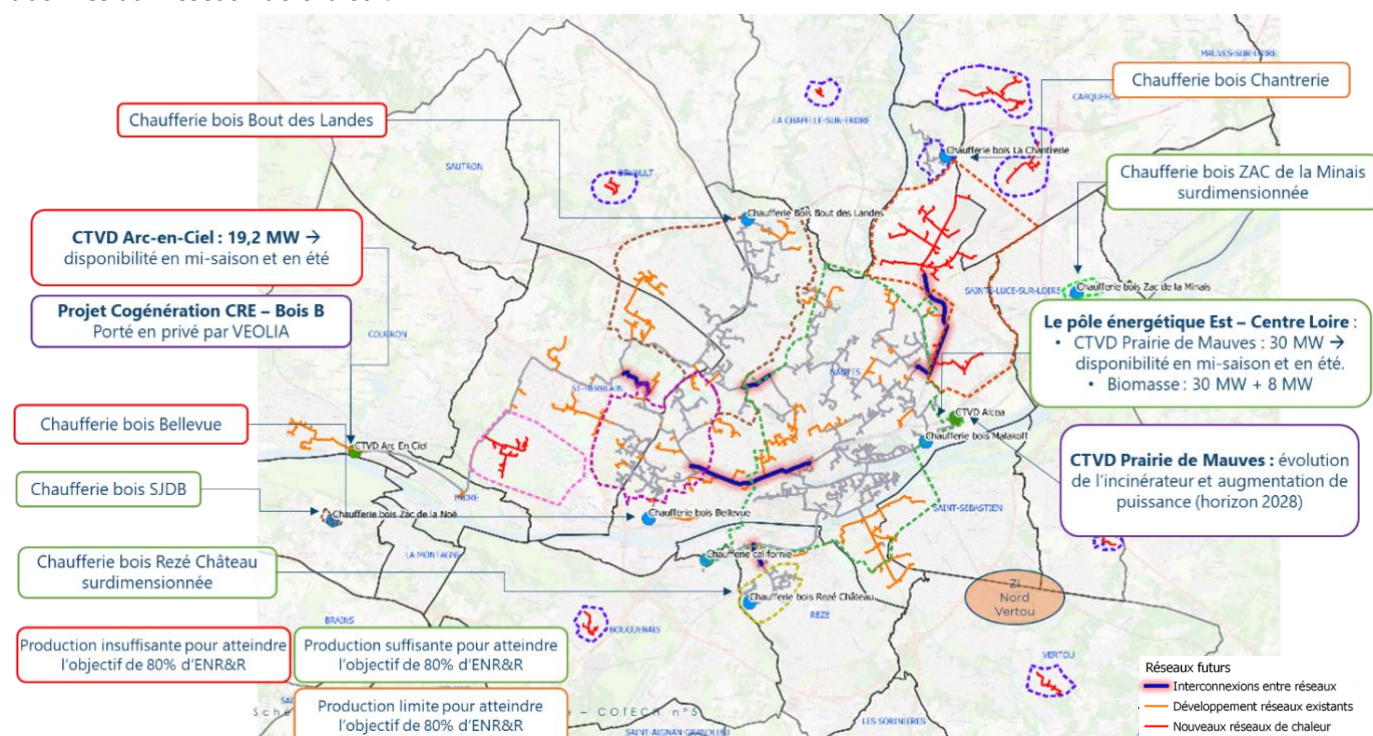 Chaufferie bois Chantrerie
Chaufferie bois Bout des Landes
Chaufferie bois ZAC de la Minais
surdimensionnée
CTVD Arc-en-Ciel : 19,2 MW →
disponibilité en mi-saison et en été
Projet Cogénération CRE – Bois B
Porté en privé par VEOLIA
Le pôle énergétique Est – Centre Loire :
• CTVD Prairie de Mauves : 30 MW →
disponibilité en mi-saison et en été.
• Biomasse : 30 MW + 8 MW
Chaufferie bois Bellevue
CTVD Prairie de Mauves : évolution
de l'incinérateur et augmentation de
puissance (horizon 2028)
Chaufferie bois SJDB
Chaufferie bois Rezé Château
surdimensionnée
Production insuffisante pour atteindre
l'objectif de 80% d'ENR&R
Production suffisante pour atteindre
l'objectif de 80% d'ENR&R
Production limite pour atteindre
l'objectif de 80% d'ENR&R
MAUVES-SUR-LOIRE
CARQUEFOU
LA CHAPELLE-SUR-ERDRE
SAUTRON
ORVAULT
Chaufferie bois La Chantrerie
Chaufferie Bois Bout des Landes
SAINTE-LUCE-SUR-LOIRE
Chaufferie bois Zac de la Minais
COUËRON
ST-HERBLAIN
NANTES
CTVD Alcea
Chaufferie bois Malakoff
CTVD Arc En Ciel
INDRE
Chaufferie bois Zac de la Noë
Chaufferie bois Bellevue
SAINT-SEBASTIEN
LA MONTAGNE
Chaufferie californie
Chaufferie bois Rezé Château
REZE
ZI
Nord
Vertou
BRAINS
BOUGUENAIS
VERTOU
LES SORINIERES
SAINT-AIGNAN GRANDLIEU
– COTECH n°5
Réseaux futurs
Interconnexions entre réseaux
Développement réseaux existants
Nouveaux réseaux de chaleur